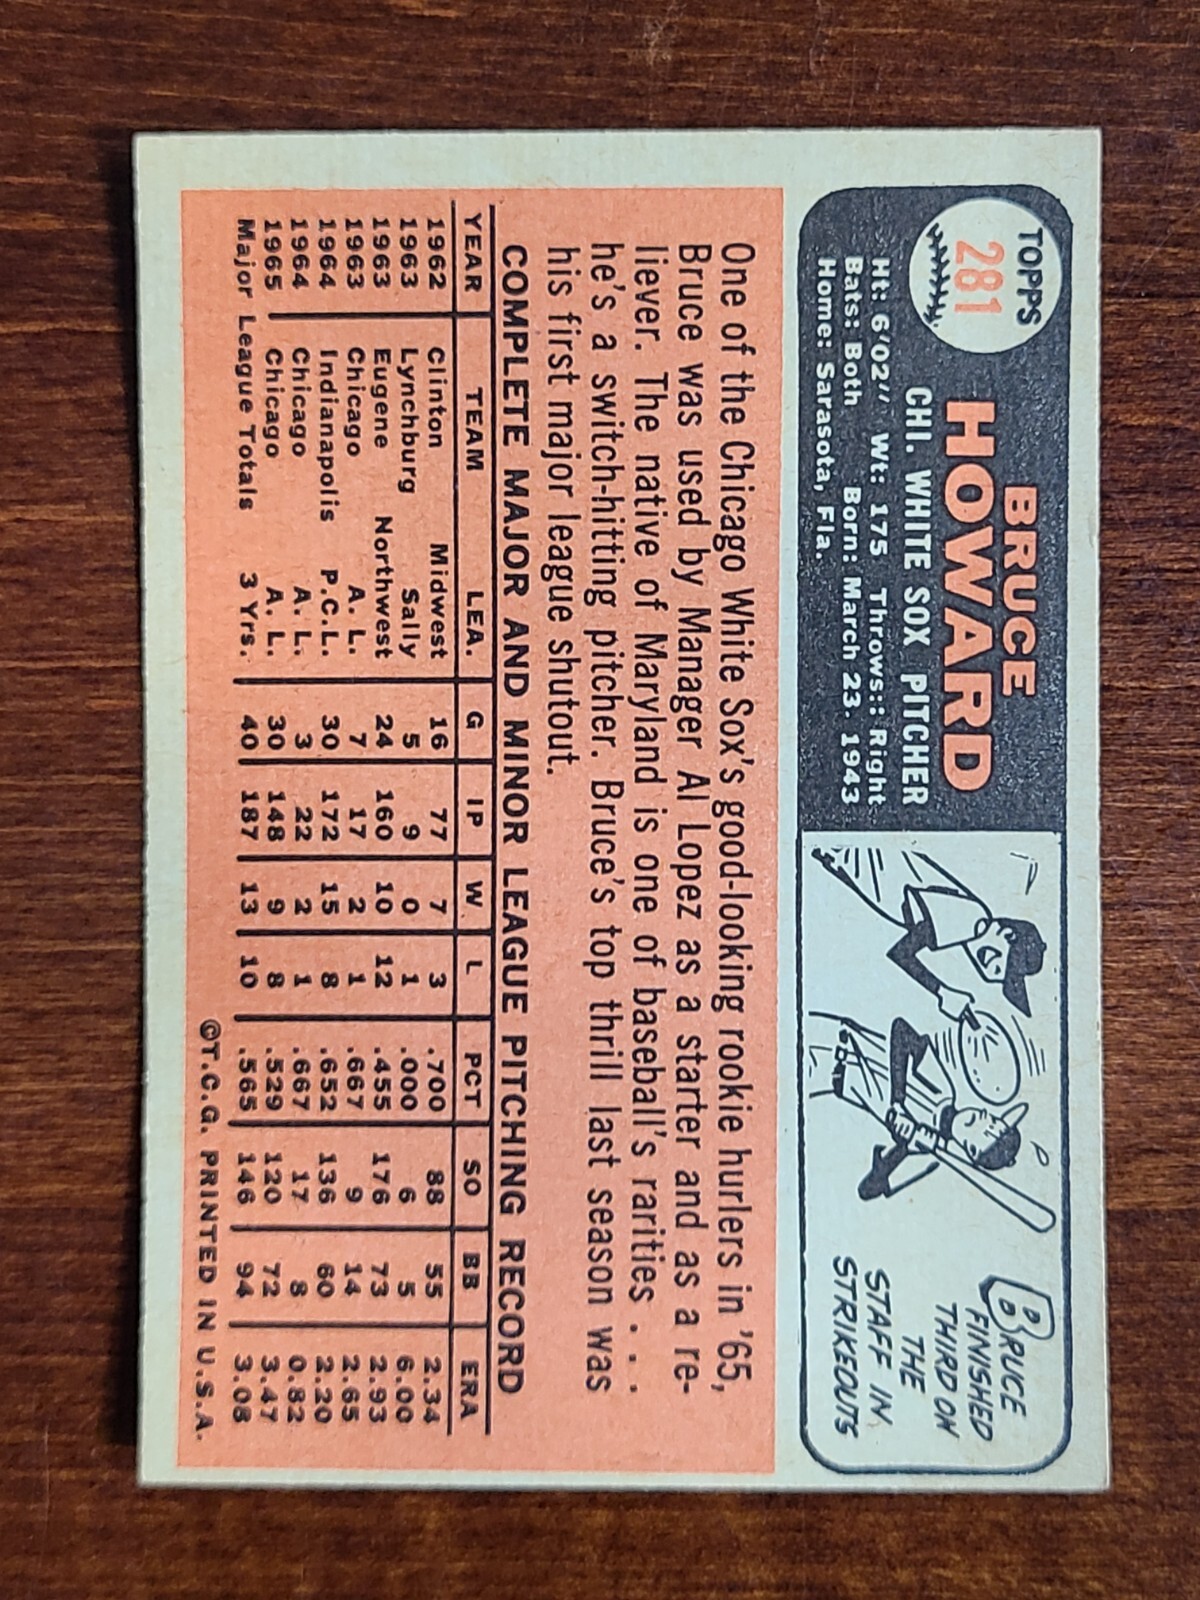 TOPPS
281
BRUCE
HOWARD
CHI. WHITE SOX PITCHER
Ht: 6'02" Wt: 175 Throws:: Right
Bats: Both Born: March 23. 1943
Home: Sarasota, Fla.
BRUCE
FINISHED
THIRD ON
THE
STAFF IN
STRIKEOUTS
One of the Chicago White Sox's good-looking rookie hurlers in '65,
Bruce was used by Manager Al Lopez as a starter and as a re-
liever. The native of Maryland is one of baseball's rarities . . .
he's a switch-hitting pitcher. Bruce's top thrill last season was
his first major league shutout.
COMPLETE MAJOR AND MINOR LEAGUE PITCHING RECORD
YEAR TEAM LEA. G IP W L PCT SO BB ERA
1962 Clinton Midwest 16 77 7 3 .700 88 55 2.34
1963 Lynchburg Sally 5 9 0 1 .000 6 5 6.00
1963 Eugene Northwest 24 160 10 12 .455 176 73 2.93
1963 Chicago A. L. 7 17 2 1 .667 9 14 2.65
1964 Indianapolis P.C.L. 30 172 15 8 .652 136 60 2.20
1964 Chicago A. L. 3 22 2 1 .667 17 8 0.82
1965 Chicago A. L. 30 148 9 8 .529 120 72 3.47
Major League Totals 3 Yrs. 40 187 13 10 .565 146 94 3.08
©T.C.G. PRINTED IN U.S.A.